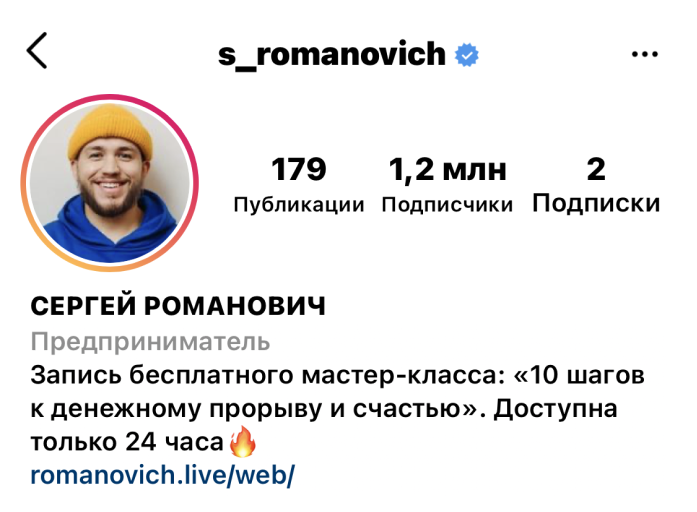 s_romanovich
179 1,2 млн 2
Публикации Подписчики Подписки
СЕРГЕЙ РОМАНОВИЧ
Предприниматель
Запись бесплатного мастер-класса: «10 шагов
к денежному прорыву и счастью». Доступна
только 24 часа🔥
romanovich.live/web/